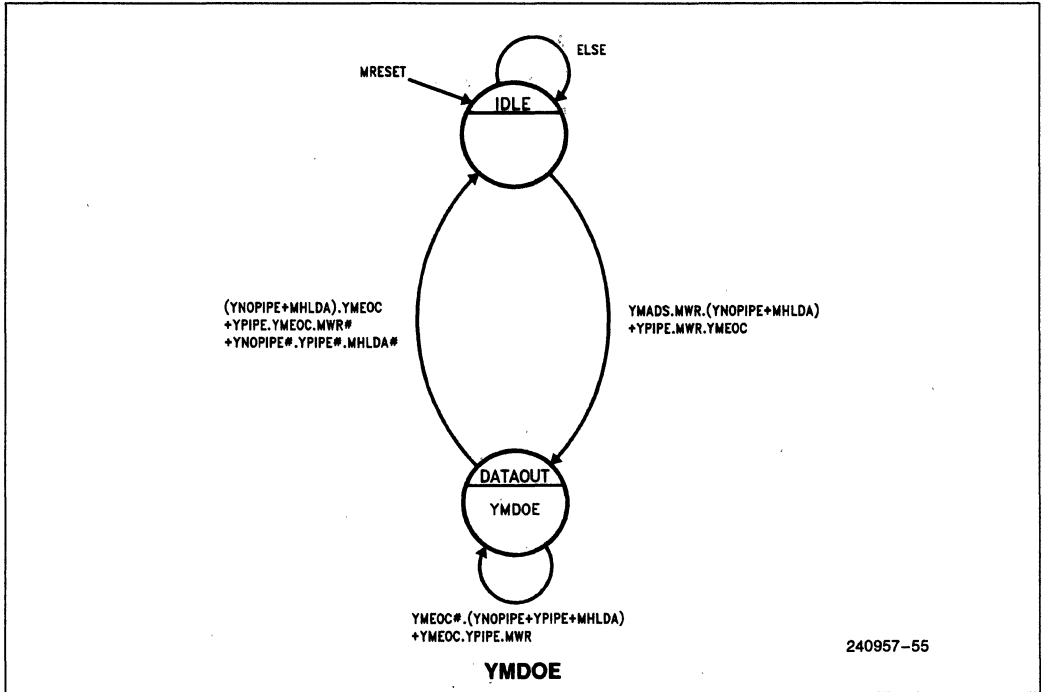 ELSE
MRESET
IDLE
(YNOPIPE+MHLDA).YMEOC
+YPIPE.YMEOC.MWR#
+YNOPIPE#.YPIPE#.MHLDA#
YMADS.MWR.(YNOPIPE+MHLDA)
+YPIPE.MWR.YMEOC
DATAOUT
YMDOE
YMEOC#.(YNOPIPE+YPIPE+MHLDA)
+YMEOC.YPIPE.MWR
240957–55
YMDOE